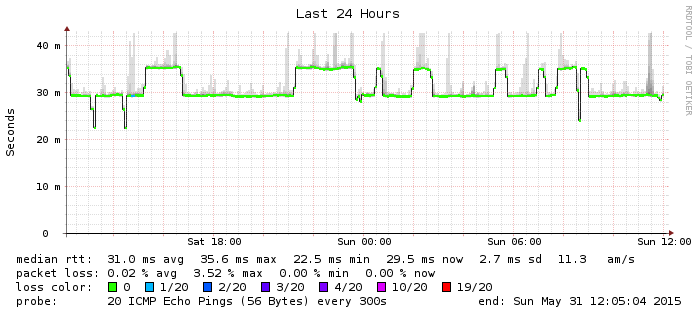 Last 24 Hours
RRDTOOL / TOBI OETIKER
Seconds
40 m
30 m
20 m
10 m
0
Sat 18:00 Sun 00:00 Sun 06:00 Sun 12:00
median rtt: 31.0 ms avg 35.6 ms max 22.5 ms min 29.5 ms now 2.7 ms sd 11.3 am/s
packet loss: 0.02 % avg 3.52 % max 0.00 % min 0.00 % now
loss color: 0 1/20 2/20 3/20 4/20 10/20 19/20
probe: 20 ICMP Echo Pings (56 Bytes) every 300s end: Sun May 31 12:05:04 2015